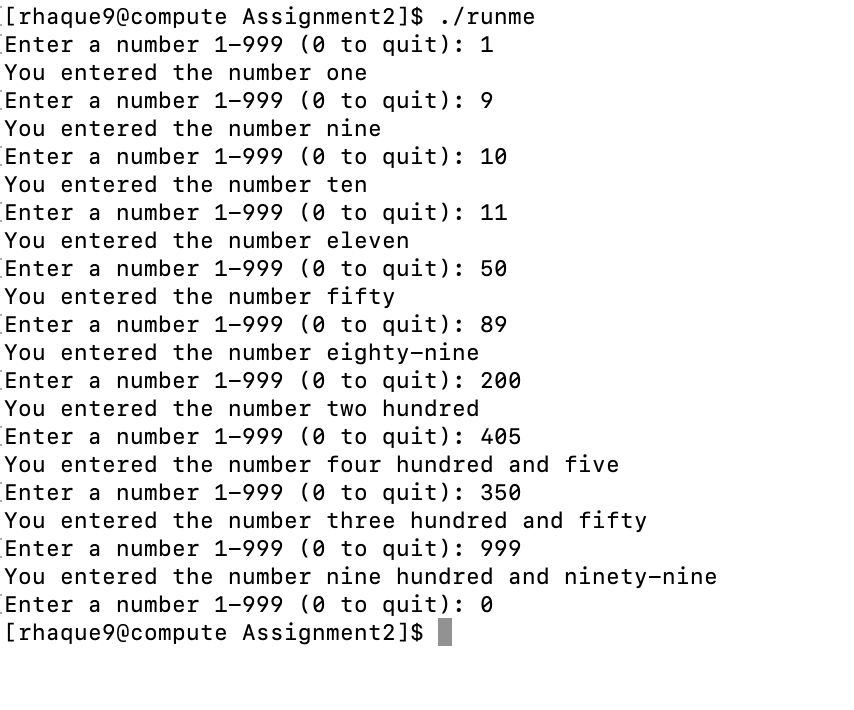 [rhaque9@compute Assignment2]$ ./runme
Enter a number 1-999 (0 to quit): 1
You entered the number one
Enter a number 1-999 (0 to quit): 9
You entered the number nine
Enter a number 1-999 (0 to quit): 10
You entered the number ten
Enter a number 1-999 (0 to quit): 11
You entered the number eleven
Enter a number 1-999 (0 to quit): 50
You entered the number fifty
Enter a number 1-999 (0 to quit): 89
You entered the number eighty-nine
Enter a number 1-999 (0 to quit): 200
You entered the number two hundred
Enter a number 1-999 (0 to quit): 405
You entered the number four hundred and five
Enter a number 1-999 (0 to quit): 350
You entered the number three hundred and fifty
Enter a number 1-999 (0 to quit): 999
You entered the number nine hundred and ninety-nine
Enter a number 1-999 (0 to quit): 0
[rhaque9@compute Assignment2]$